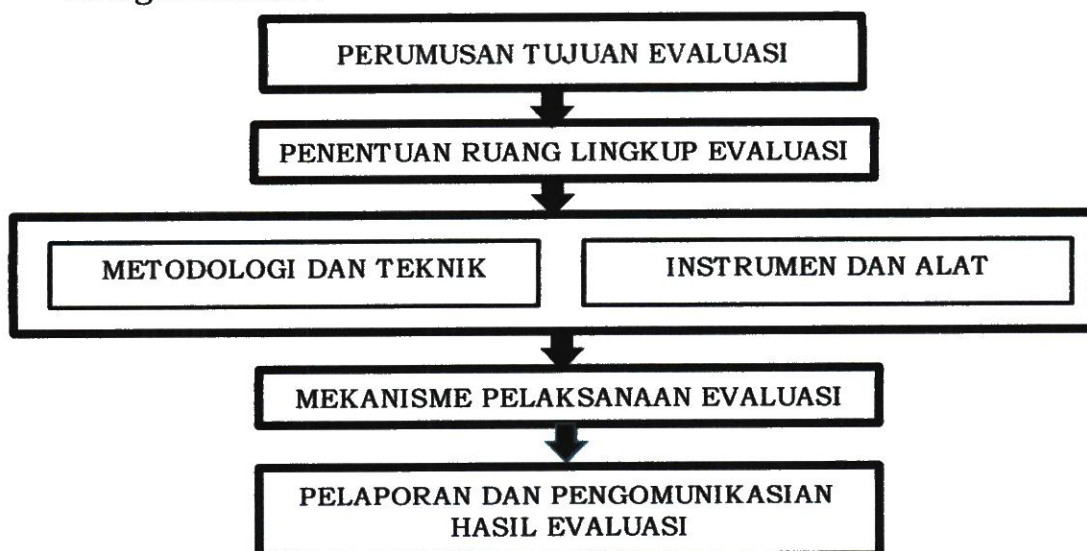 PERUMUSAN TUJUAN EVALUASI
PENENTUAN RUANG LINGKUP EVALUASI
METODOLOGI DAN TEKNIK
INSTRUMEN DAN ALAT
MEKANISME PELAKSANAAN EVALUASI
PELAPORAN DAN PENGOMUNIKASIAN
HASIL EVALUASI